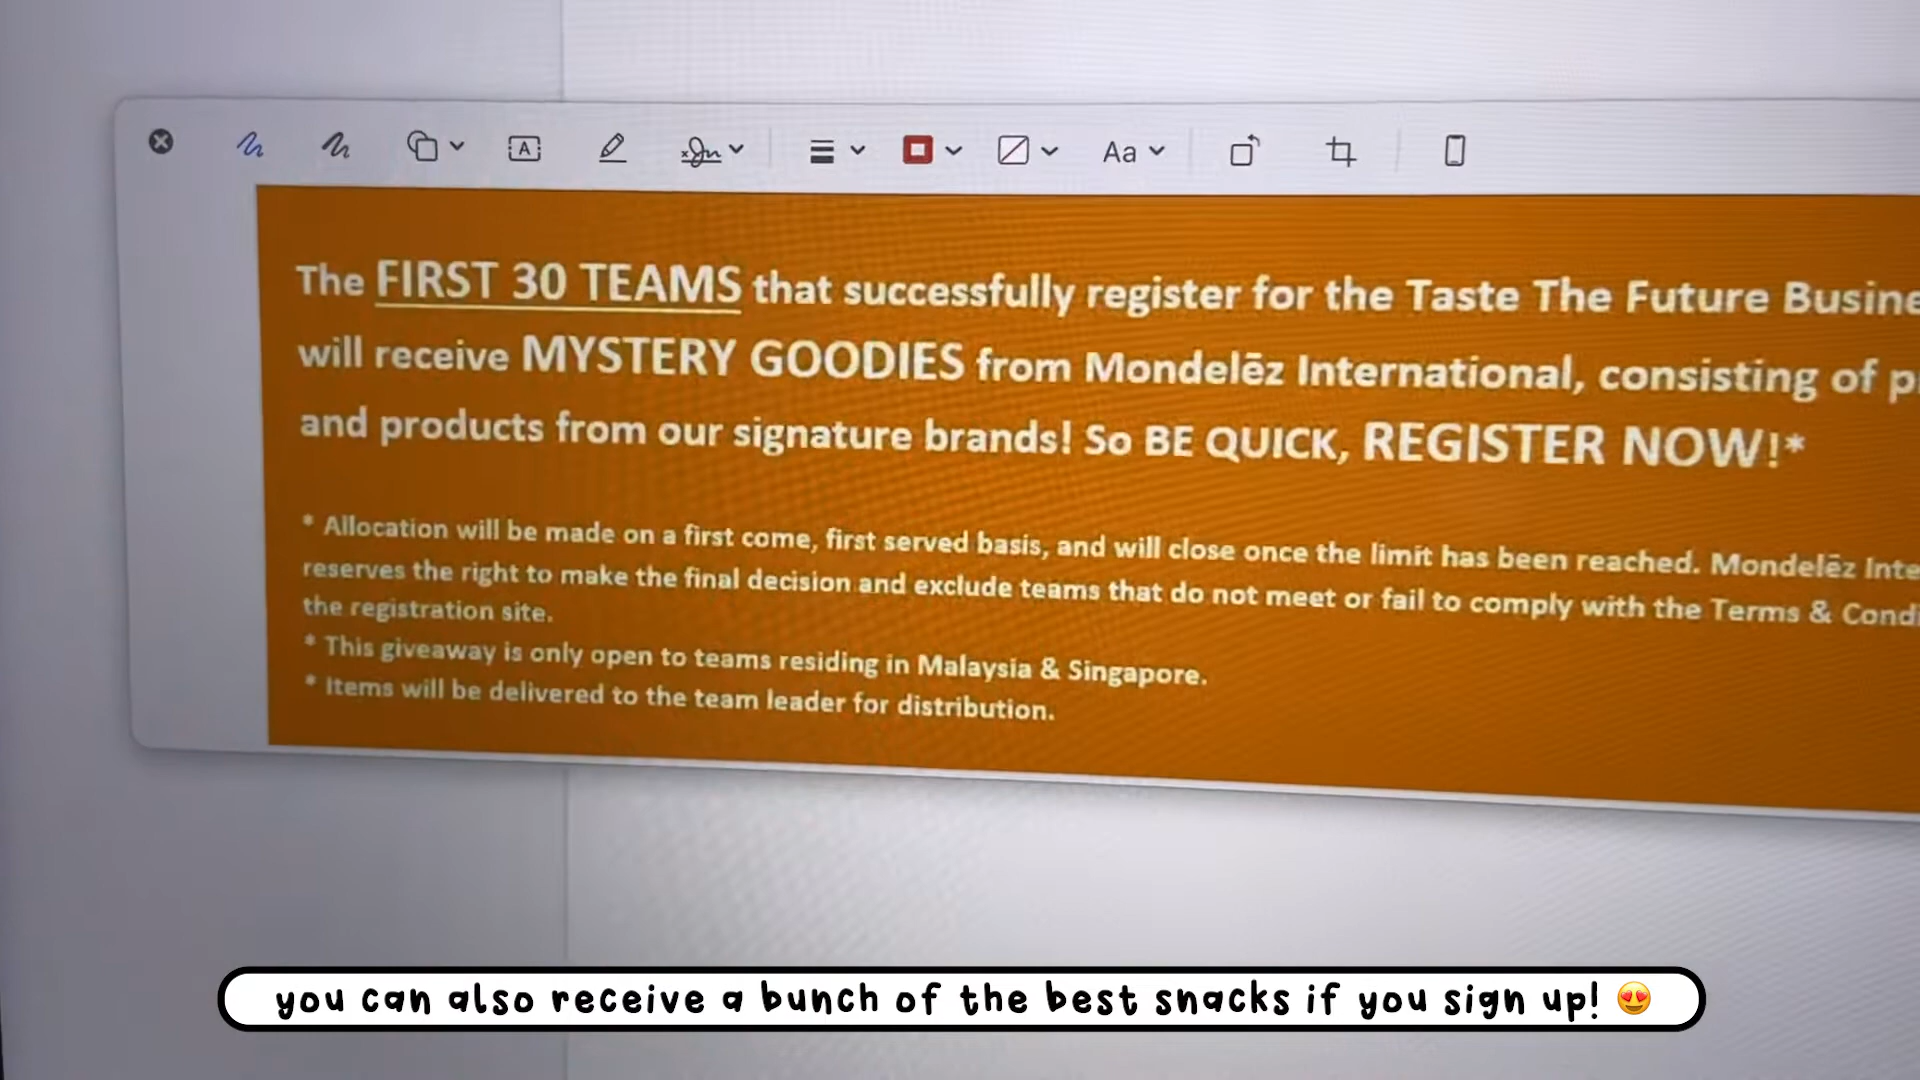 The FIRST 30 TEAMS that successfully register for the Taste The Future
will receive MYSTERY GOODIES from Mondelēz International, consisting of
and products from our signature brands! So BE QUICK, REGISTER NOW!*
* Allocation will be made on a first come, first served basis, and will close once the limit has been reached. Mondelēz
reserves the right to make the final decision and exclude teams that do not meet or fail to comply with the Terms &
the registration site.
* This giveaway is only open to teams residing in Malaysia & Singapore.
* Items will be delivered to the team leader for distribution.
you can also receive a bunch of the best snacks if you sign up! 😍